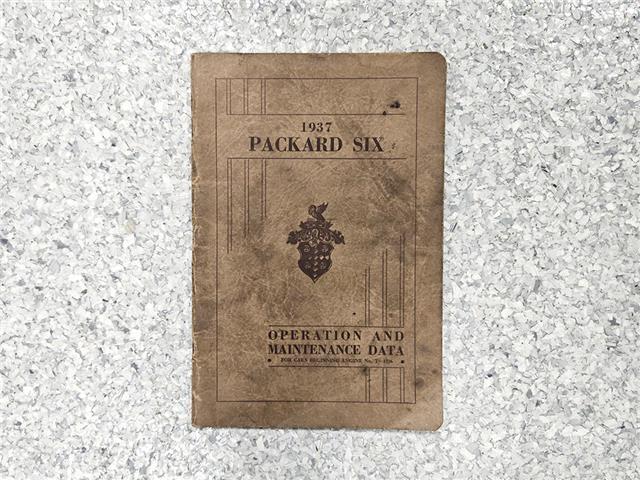 1937
PACKARD SIX
OPERATION AND
MAINTENANCE DATA
FOR CARS BEGINNING ENGINE No. T-